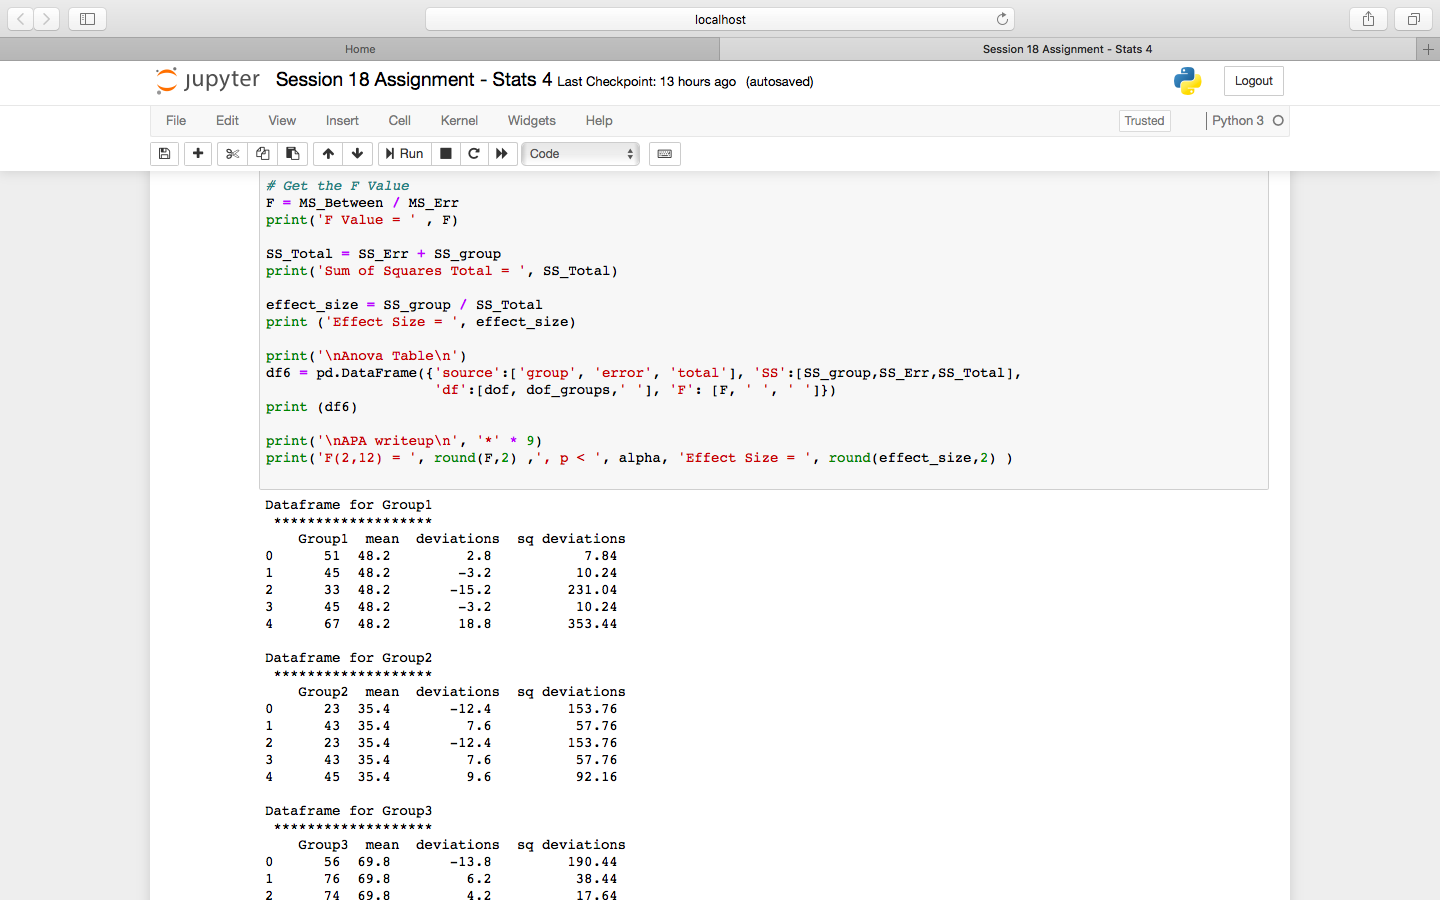 localhost
Home
Session 18 Assignment - Stats 4
jupyter Session 18 Assignment - Stats 4 Last Checkpoint: 13 hours ago (autosaved)
Logout
File Edit View Insert Cell Kernel Widgets Help
Trusted
Python 3
Run
Code
# Get the F Value
F = MS_Between / MS_Err
print('F Value = ' , F)
SS_Total = SS_Err + SS_group
print('Sum of Squares Total = ', SS_Total)
effect_size = SS_group / SS_Total
print ('Effect Size = ', effect_size)
print('\nAnova Table\n')
df6 = pd.DataFrame({'source':['group', 'error', 'total'], 'SS':[SS_group,SS_Err,SS_Total],
'df':[dof, dof_groups,' '], 'F': [F, ' ', ' ']})
print (df6)
print('\nAPA writeup\n', '*' * 9)
print('F(2,12) = ', round(F,2) ,', p < ', alpha, 'Effect Size = ', round(effect_size,2) )
Dataframe for Group1
*******************
Group1 mean deviations sq deviations
0 51 48.2 2.8 7.84
1 45 48.2 -3.2 10.24
2 33 48.2 -15.2 231.04
3 45 48.2 -3.2 10.24
4 67 48.2 18.8 353.44
Dataframe for Group2
*******************
Group2 mean deviations sq deviations
0 23 35.4 -12.4 153.76
1 43 35.4 7.6 57.76
2 23 35.4 -12.4 153.76
3 43 35.4 7.6 57.76
4 45 35.4 9.6 92.16
Dataframe for Group3
*******************
Group3 mean deviations sq deviations
0 56 69.8 -13.8 190.44
1 76 69.8 6.2 38.44
2 74 69.8 4.2 17.64